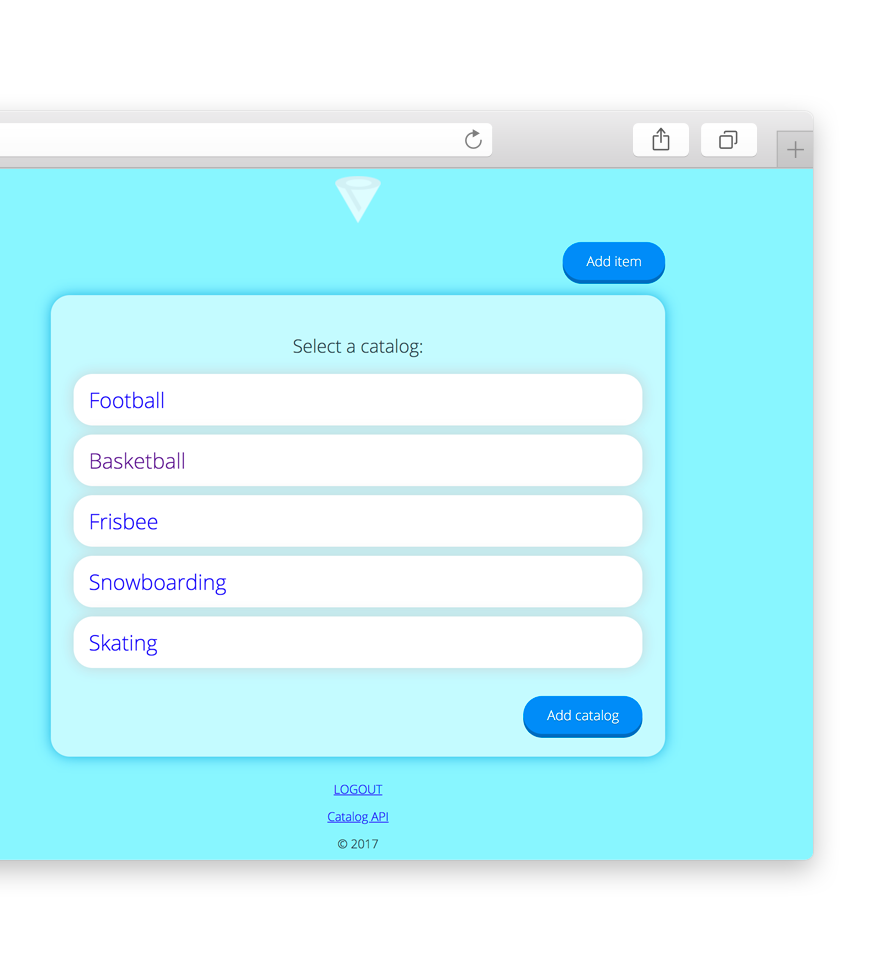 Add item
Select a catalog:
Football
Basketball
Frisbee
Snowboarding
Skating
Add catalog
LOGOUT
Catalog API
© 2017